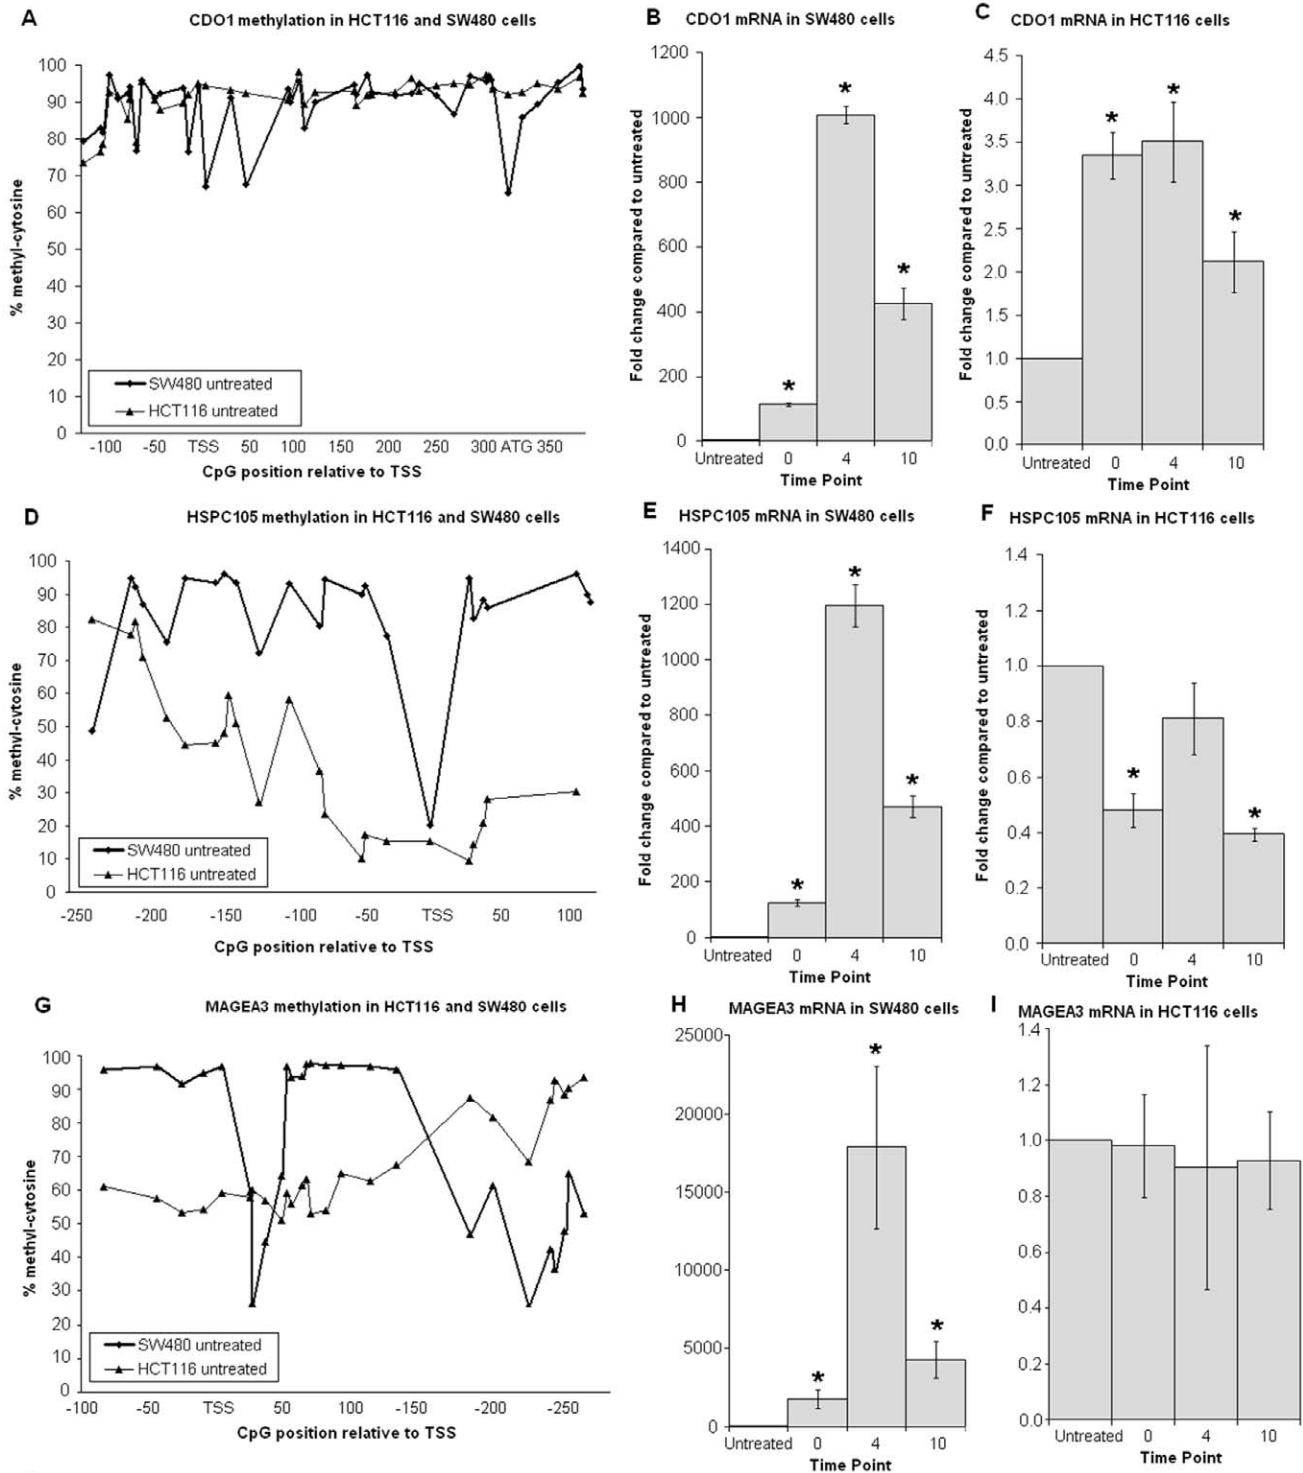 A
CDO1 methylation in HCT116 and SW480 cells
% methyl-cytosine
100
90
80
70
60
50
40
30
20
10
0
SW480 untreated
HCT116 untreated
-100 -50 TSS 50 100 150 200 250 300 ATG 350
CpG position relative to TSS
B
CDO1 mRNA in SW480 cells
Fold change compared to untreated
1200
1000
800
600
400
200
0
*
*
*
Untreated 0 4 10
Time Point
C
CDO1 mRNA in HCT116 cells
Fold change compared to untreated
4.5
4.0
3.5
3.0
2.5
2.0
1.5
1.0
0.5
0.0
*
*
*
Untreated 0 4 10
Time Point
D
HSPC105 methylation in HCT116 and SW480 cells
% methyl-cytosine
100
90
80
70
60
50
40
30
20
10
0
SW480 untreated
HCT116 untreated
-250 -200 -150 -100 -50 TSS 50 100
CpG position relative to TSS
E
HSPC105 mRNA in SW480 cells
Fold change compared to untreated
1400
1200
1000
800
600
400
200
0
*
*
*
Untreated 0 4 10
Time Point
F
HSPC105 mRNA in HCT116 cells
Fold change compared to untreated
1.4
1.2
1.0
0.8
0.6
0.4
0.2
0.0
*
*
Untreated 0 4 10
Time Point
G
MAGEA3 methylation in HCT116 and SW480 cells
% methyl-cytosine
100
90
80
70
60
50
40
30
20
10
0
SW480 untreated
HCT116 untreated
-100 -50 TSS 50 100 150 -200 -250
CpG position relative to TSS
H
MAGEA3 mRNA in SW480 cells
25000
20000
15000
10000
5000
0
*
*
*
Untreated 0 4 10
Time Point
I
MAGEA3 mRNA in HCT116 cells
1.4
1.2
1.0
0.8
0.6
0.4
0.2
0.0
Untreated 0 4 10
Time Point